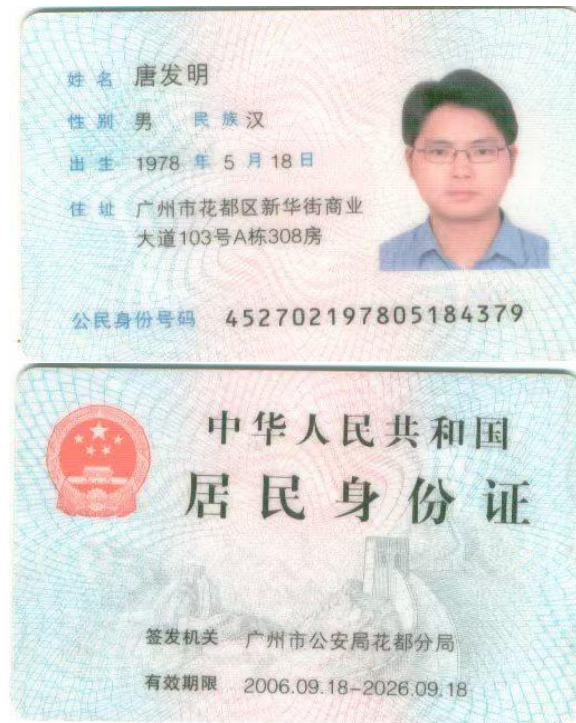 姓名 唐发明
性别 男 民族 汉
出生 1978 年 5 月 18 日
住址 广州市花都区新华街商业
大道103号A栋308房
公民身份号码 452702197805184379
中华人民共和国
居民身份证
签发机关 广州市公安局花都分局
有效期限 2006.09.18-2026.09.18